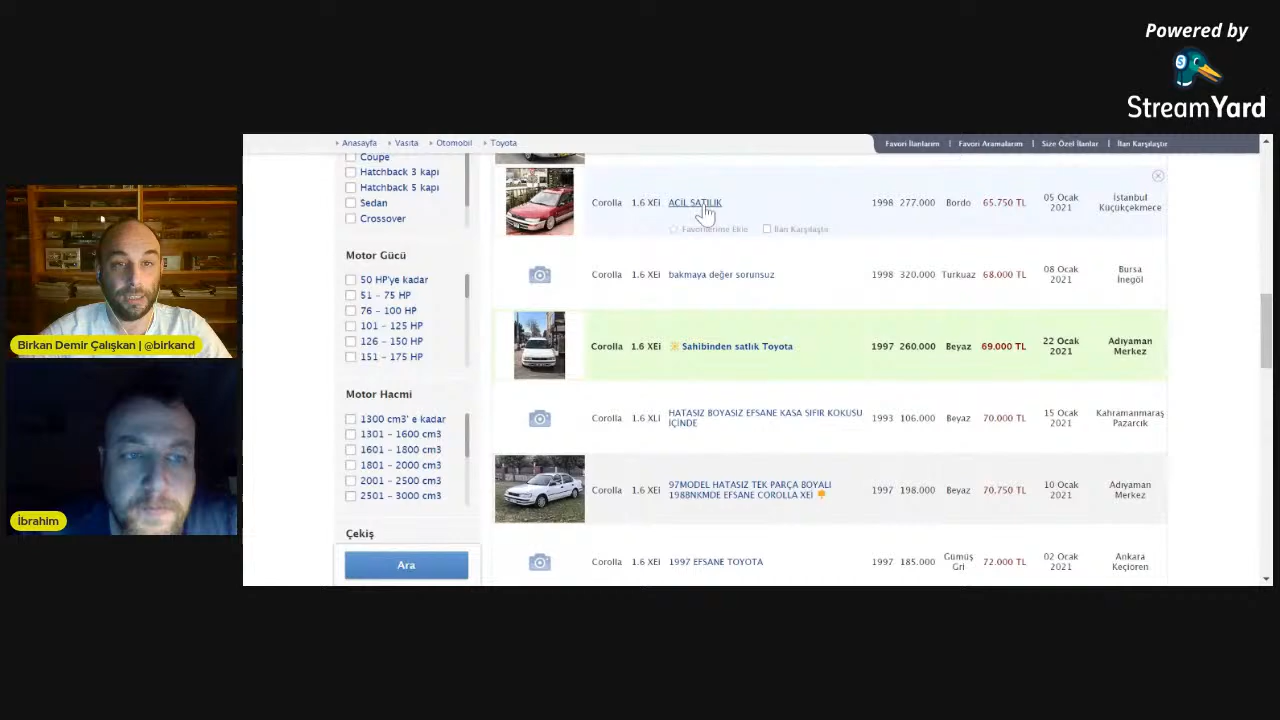 Powered by
StreamYard
Anasayfa Vasıta Otomobil Toyota
Favori İlanlarım | Favori Aramalarım | Size Özel İlanlar | İlan Karşılaştır
Coupe
Hatchback 3 kapı
Hatchback 5 kapı
Sedan
Crossover
Motor Gücü
50 HP'ye kadar
51 - 75 HP
76 - 100 HP
101 - 125 HP
126 - 150 HP
151 - 175 HP
Motor Hacmi
1300 cm3' e kadar
1301 - 1600 cm3
1601 - 1800 cm3
1801 - 2000 cm3
2001 - 2500 cm3
2501 - 3000 cm3
Çekiş
Ara
Corolla 1.6 XEi ACİL SATILIK 1998 277.000 Bordo 65.750 TL 05 Ocak 2021 İstanbul Küçükçekmece
Favorilerime Ekle İlan Karşılaştır
Corolla 1.6 XEi bakmaya değer sorunsuz 1998 320.000 Turkuaz 68.000 TL 08 Ocak 2021 Bursa İnegöl
Corolla 1.6 XEi Sahibinden satlık Toyota 1997 260.000 Beyaz 69.000 TL 22 Ocak 2021 Adıyaman Merkez
Corolla 1.6 XLi HATASIZ BOYASIZ EFSANE KASA SIFIR KOKUSU İÇİNDE 1993 106.000 Beyaz 70.000 TL 15 Ocak 2021 Kahramanmaraş Pazarcık
Corolla 1.6 XEi 97MODEL HATASIZ TEK PARÇA BOYALI 1988NKMDE EFSANE COROLLA XEİ 1997 198.000 Beyaz 70.750 TL 10 Ocak 2021 Adıyaman Merkez
Corolla 1.6 XEi 1997 EFSANE TOYOTA 1997 185.000 Gümüş Gri 72.000 TL 02 Ocak 2021 Ankara Keçiören
Birkan Demir Çalışkan | @birkand
İbrahim